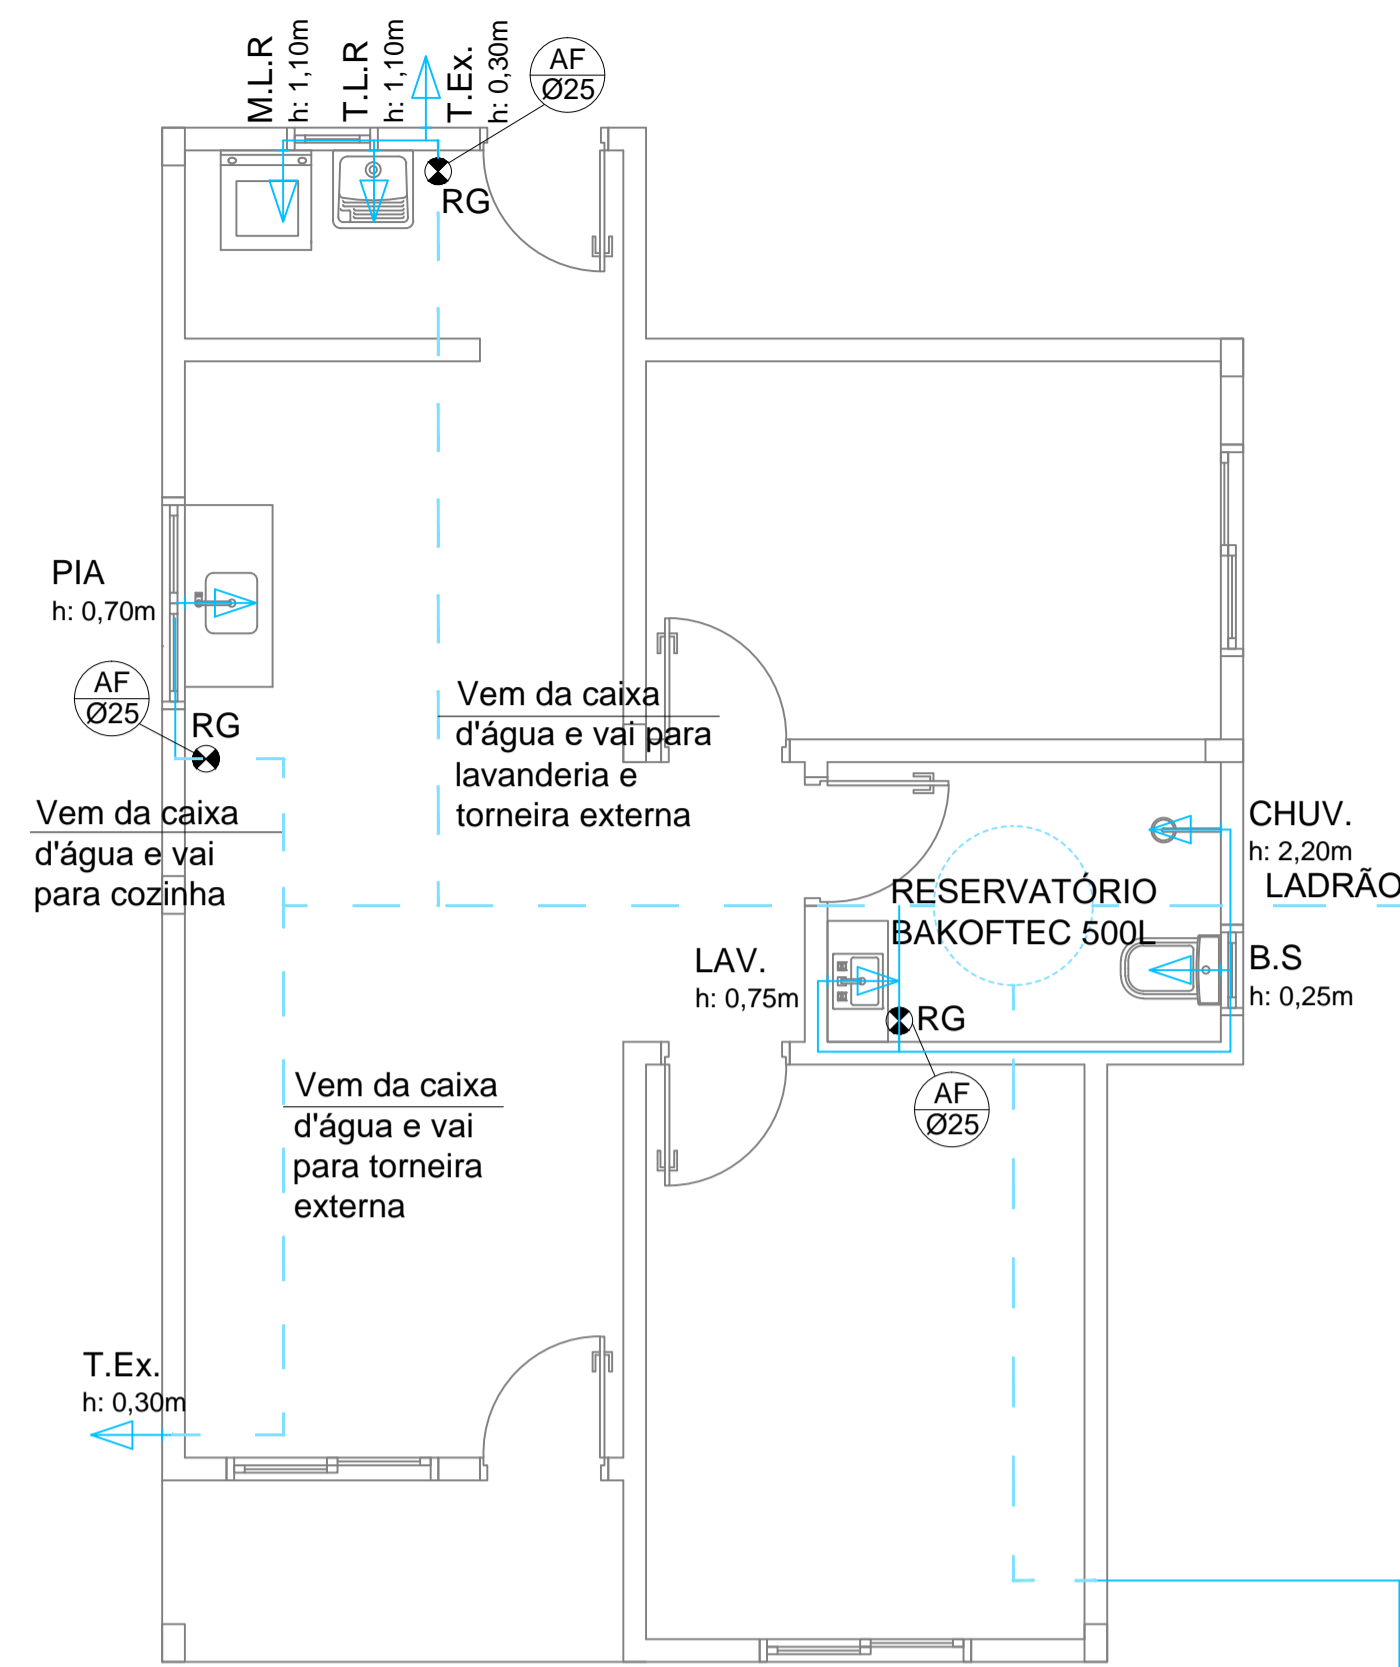 M.L.R
h: 1,10m
T.L.R
h: 1,10m
T.Ex.
h: 0,30m
AF
Ø25
RG
PIA
h: 0,70m
AF
Ø25
RG
Vem da caixa
d'água e vai
para cozinha
Vem da caixa
d'água e vai para
lavanderia e
torneira externa
CHUV.
h: 2,20m
LADRÃO
RESERVATÓRIO
BAKOFTEC 500L
LAV.
h: 0,75m
B.S
h: 0,25m
RG
AF
Ø25
Vem da caixa
d'água e vai
para torneira
externa
T.Ex.
h: 0,30m